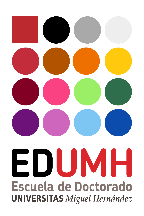 EDUMH
Escuela de Doctorado
UNIVERSITAS Miguel Hernández